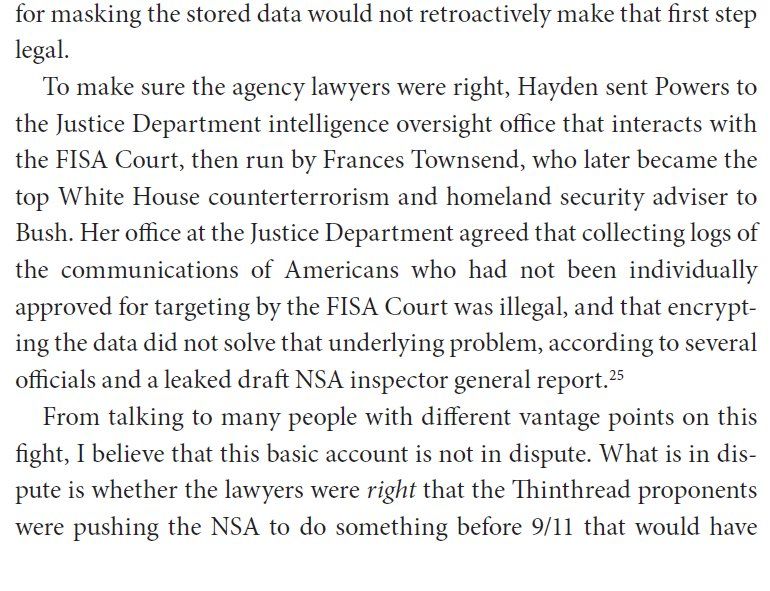 for masking the stored data would not retroactively make that first step
legal.
To make sure the agency lawyers were right, Hayden sent Powers to
the Justice Department intelligence oversight office that interacts with
the FISA Court, then run by Frances Townsend, who later became the
top White House counterterrorism and homeland security adviser to
Bush. Her office at the Justice Department agreed that collecting logs of
the communications of Americans who had not been individually
approved for targeting by the FISA Court was illegal, and that encrypt-
ing the data did not solve that underlying problem, according to several
officials and a leaked draft NSA inspector general report.25
From talking to many people with different vantage points on this
fight, I believe that this basic account is not in dispute. What is in dis-
pute is whether the lawyers were right that the Thinthread proponents
were pushing the NSA to do something before 9/11 that would have